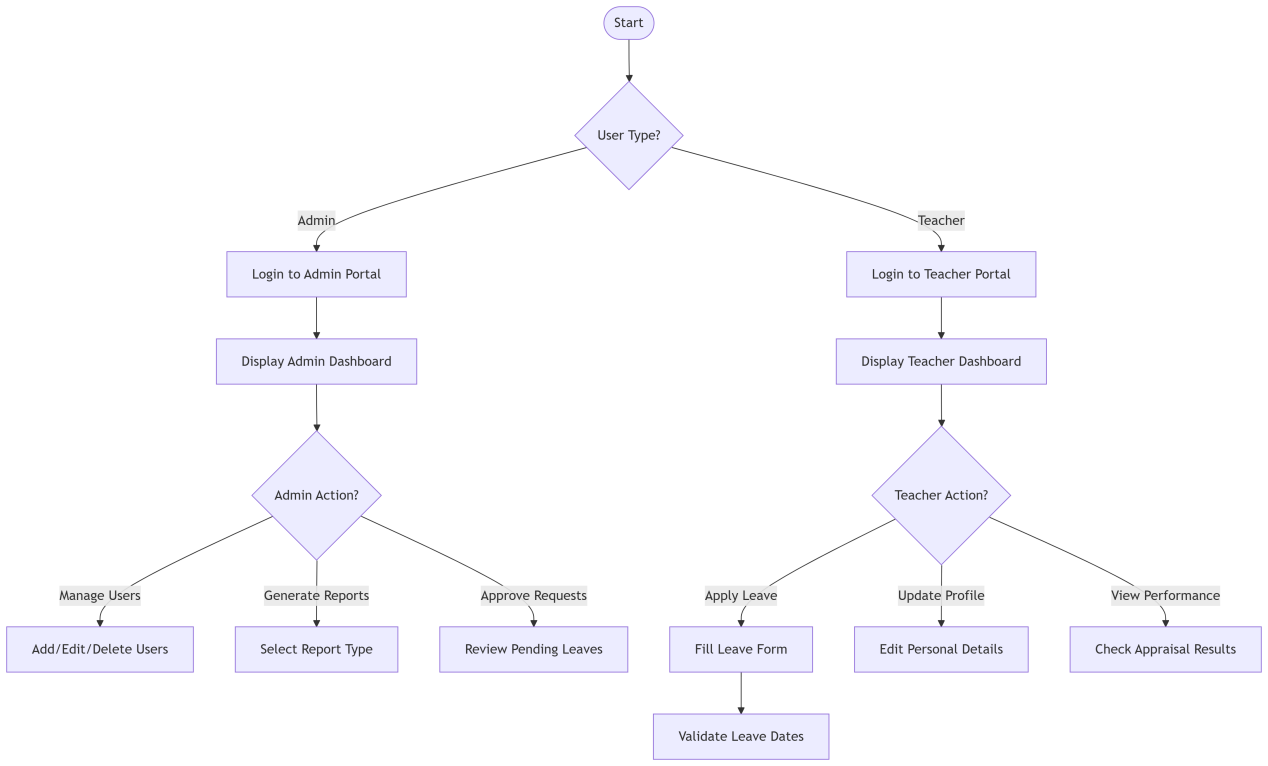 Start
User Type?
Admin
Teacher
Login to Admin Portal
Login to Teacher Portal
Display Admin Dashboard
Display Teacher Dashboard
Admin Action?
Teacher Action?
Manage Users
Generate Reports
Approve Requests
Apply Leave
Update Profile
View Performance
Add/Edit/Delete Users
Select Report Type
Review Pending Leaves
Fill Leave Form
Edit Personal Details
Check Appraisal Results
Validate Leave Dates